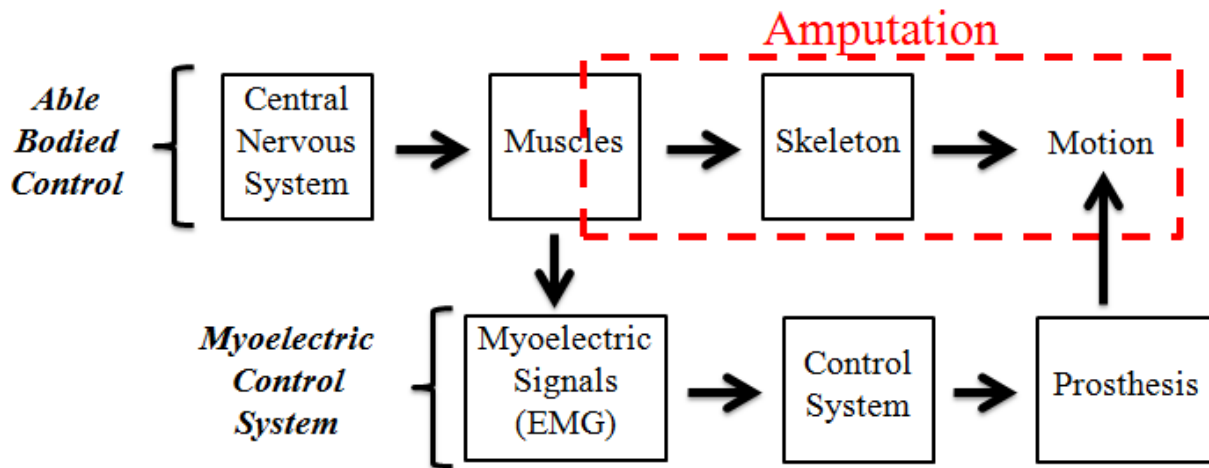 Amputation
Able
Bodied
Control
Central
Nervous
System
Muscles
Skeleton
Motion
Myoelectric
Control
System
Myoelectric
Signals
(EMG)
Control
System
Prosthesis